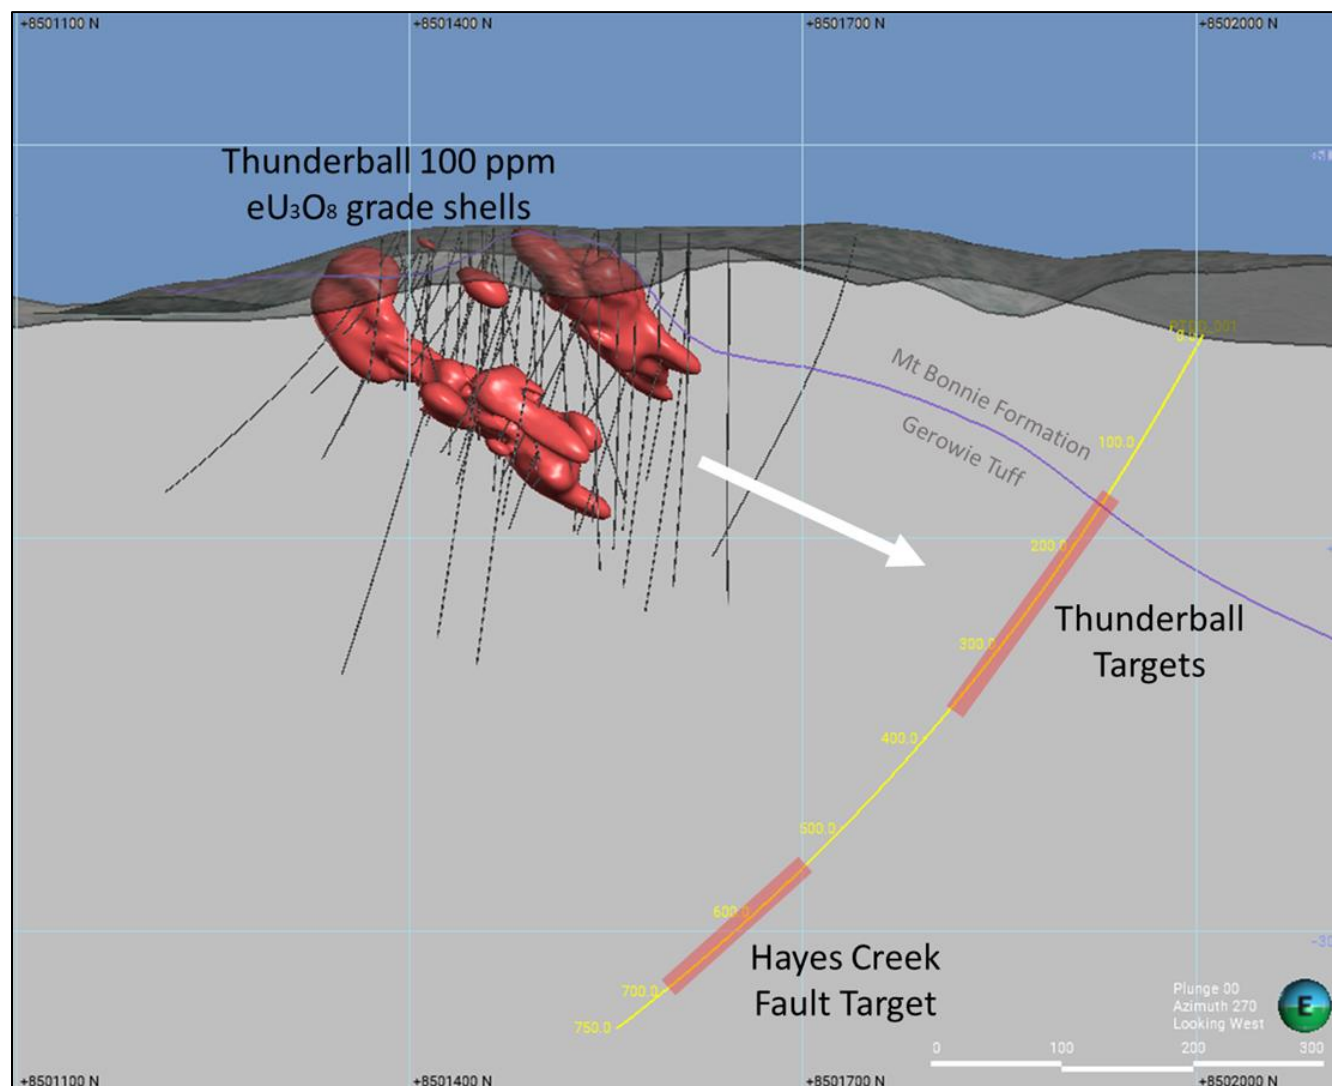 +8501100 N
+8501400 N
+8501700 N
+8502000 N
Thunderball 100 ppm
eU₃O₈ grade shells
Mt Bonnie Formation
Gerowie Tuff
100.0
200.0
300.0
400.0
500.0
600.0
700.0
750.0
Thunderball
Targets
Hayes Creek
Fault Target
Plunge 00
Azimuth 270
Looking West
E
0
100
200
300
+8501100 N
+8501400 N
+8501700 N
+8502000 N